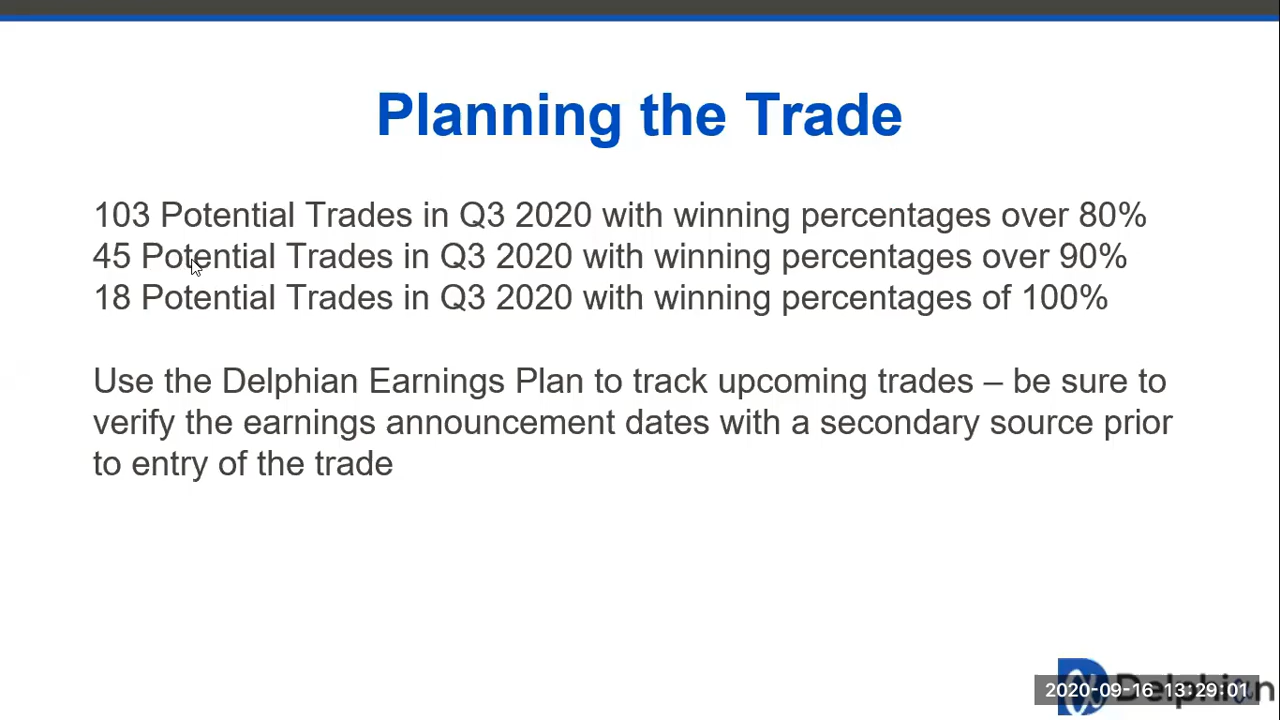 Planning the Trade
103 Potential Trades in Q3 2020 with winning percentages over 80%
45 Potential Trades in Q3 2020 with winning percentages over 90%
18 Potential Trades in Q3 2020 with winning percentages of 100%
Use the Delphian Earnings Plan to track upcoming trades – be sure to
verify the earnings announcement dates with a secondary source prior
to entry of the trade
Delphian
2020-09-16 13:29:01